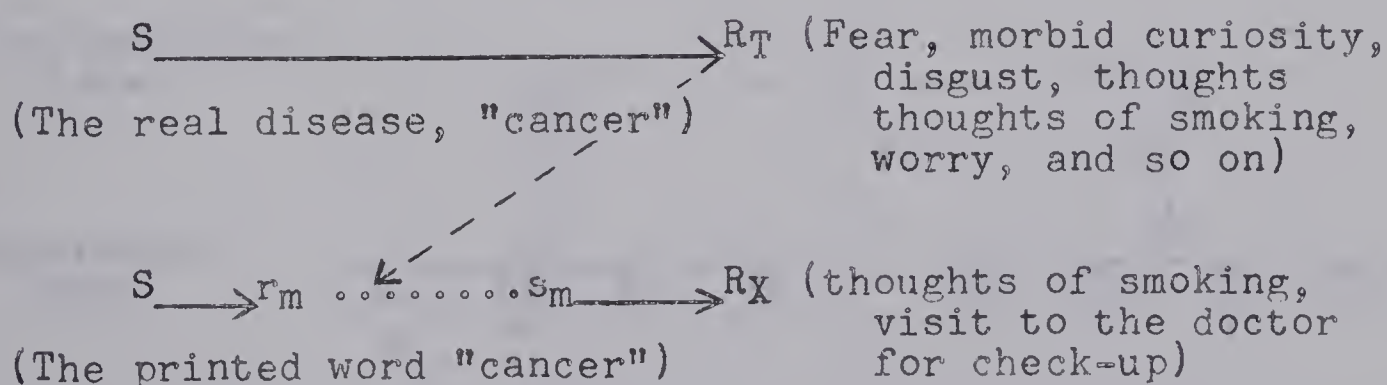 S R_T (Fear, morbid curiosity,
disgust, thoughts
(The real disease, "cancer") thoughts of smoking,
worry, and so on)
S r_m ........s_m R_X (thoughts of smoking,
visit to the doctor
(The printed word "cancer") for check-up)